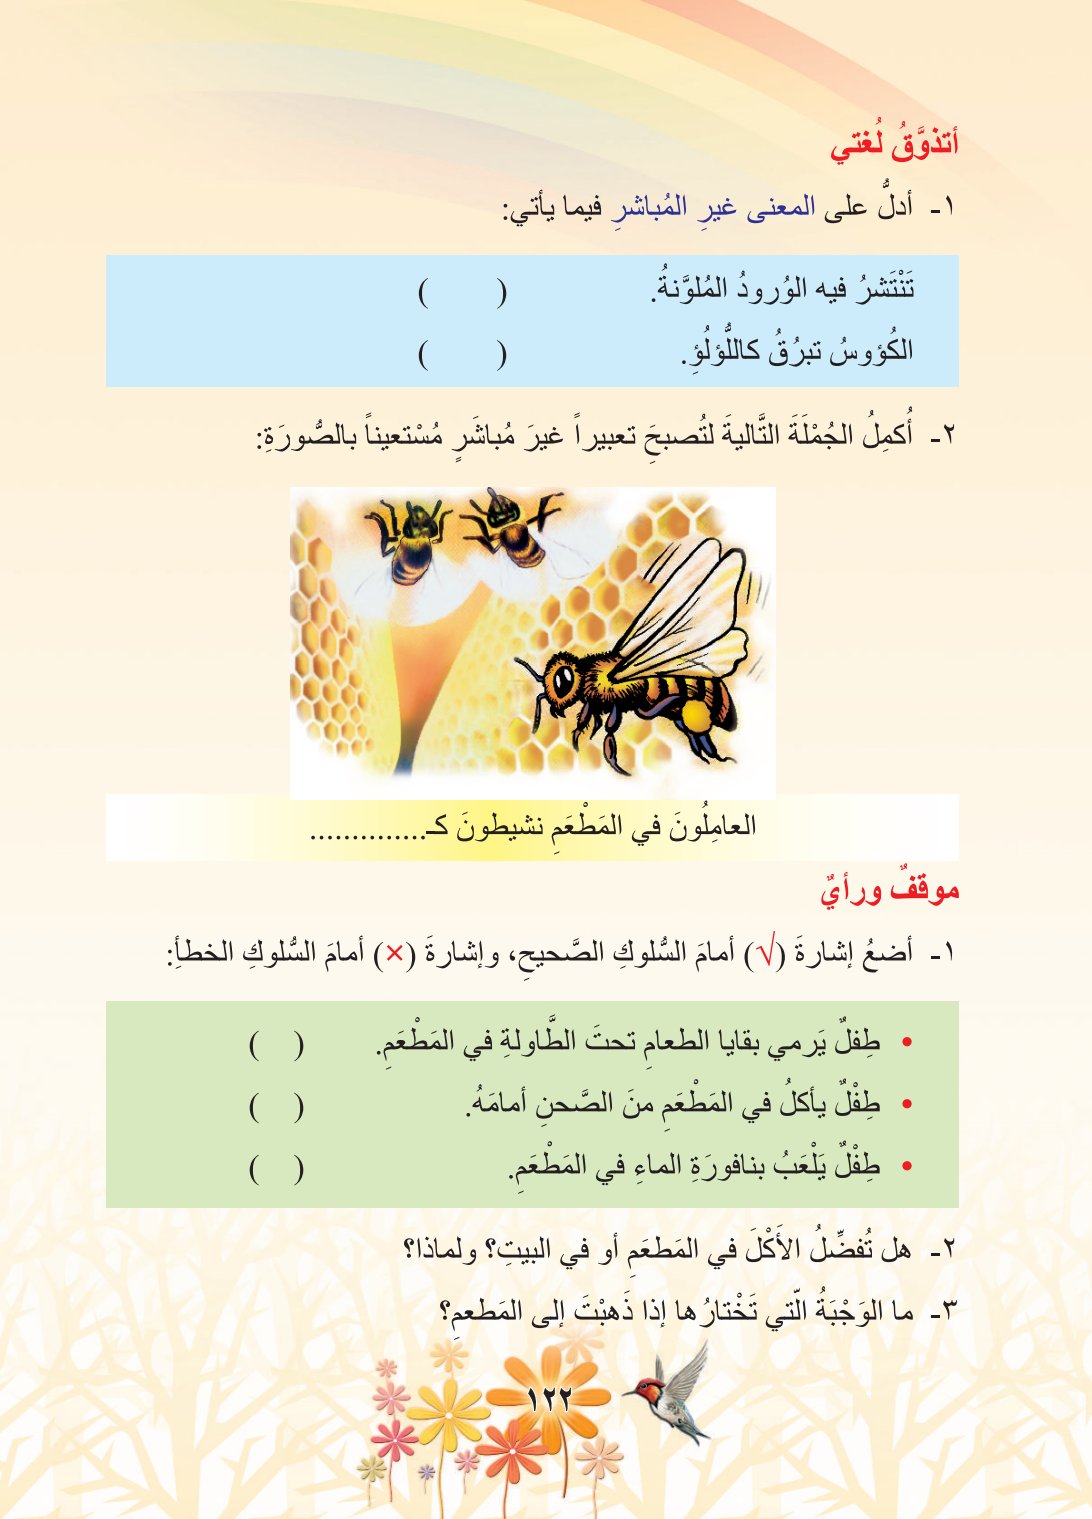 أتذوَّقُ لُغتي
١- أدلُّ على المعنى غيرِ المُباشرِ فيما يأتي:
تَنْتَشرُ فيه الوُرودُ المُلوَّنةُ. ( )
الكُؤوسُ تبرُقُ كاللُّؤلُؤِ. ( )
٢- أُكمِلُ الجُمْلَةَ التَّاليةَ لتُصبحَ تعبيراً غيرَ مُباشَرٍ مُسْتعيناً بالصُّورَةِ:
العامِلُونَ في المَطْعَمِ نشيطونَ كـ..............
موقفٌ ورأيٌ
١- أضعُ إشارةَ (√) أمامَ السُّلوكِ الصَّحيحِ، وإشارةَ (×) أمامَ السُّلوكِ الخطأِ:
• طِفلٌ يَرمي بقايا الطعامِ تحتَ الطَّاولةِ في المَطْعَمِ. ( )
• طِفْلٌ يأكلُ في المَطْعَمِ منَ الصَّحنِ أمامَهُ. ( )
• طِفْلٌ يَلْعَبُ بنافورَةِ الماءِ في المَطْعَمِ. ( )
٢- هل تُفضِّلُ الأَكْلَ في المَطعَمِ أو في البيتِ؟ ولماذا؟
٣- ما الوَجْبَةُ الّتي تَخْتارُها إذا ذَهبْتَ إلى المَطعمِ؟
١٢٢